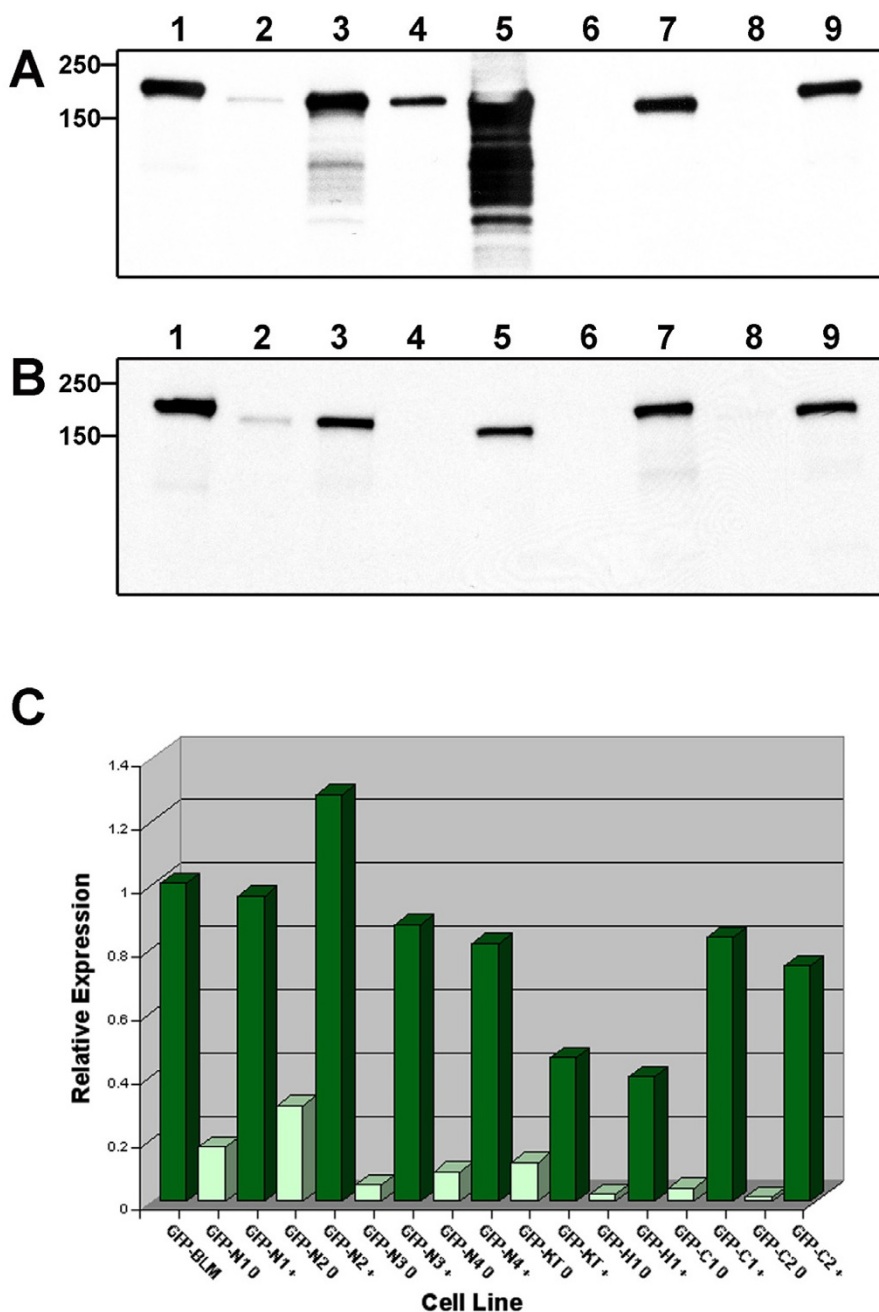 A
1 2 3 4 5 6 7 8 9
250
150
B
1 2 3 4 5 6 7 8 9
250
150
C
1.4
1.2
1
0.8
0.6
0.4
0.2
0
Relative Expression
GFP-BLM
GFP-N1 0
GFP-N1 +
GFP-N2 0
GFP-N2 +
GFP-N3 0
GFP-N3 +
GFP-N4 0
GFP-N4 +
GFP-KT 0
GFP-KT +
GFP-H1 0
GFP-H1 +
GFP-C1 0
GFP-C1 +
GFP-C2 0
GFP-C2 +
Cell Line